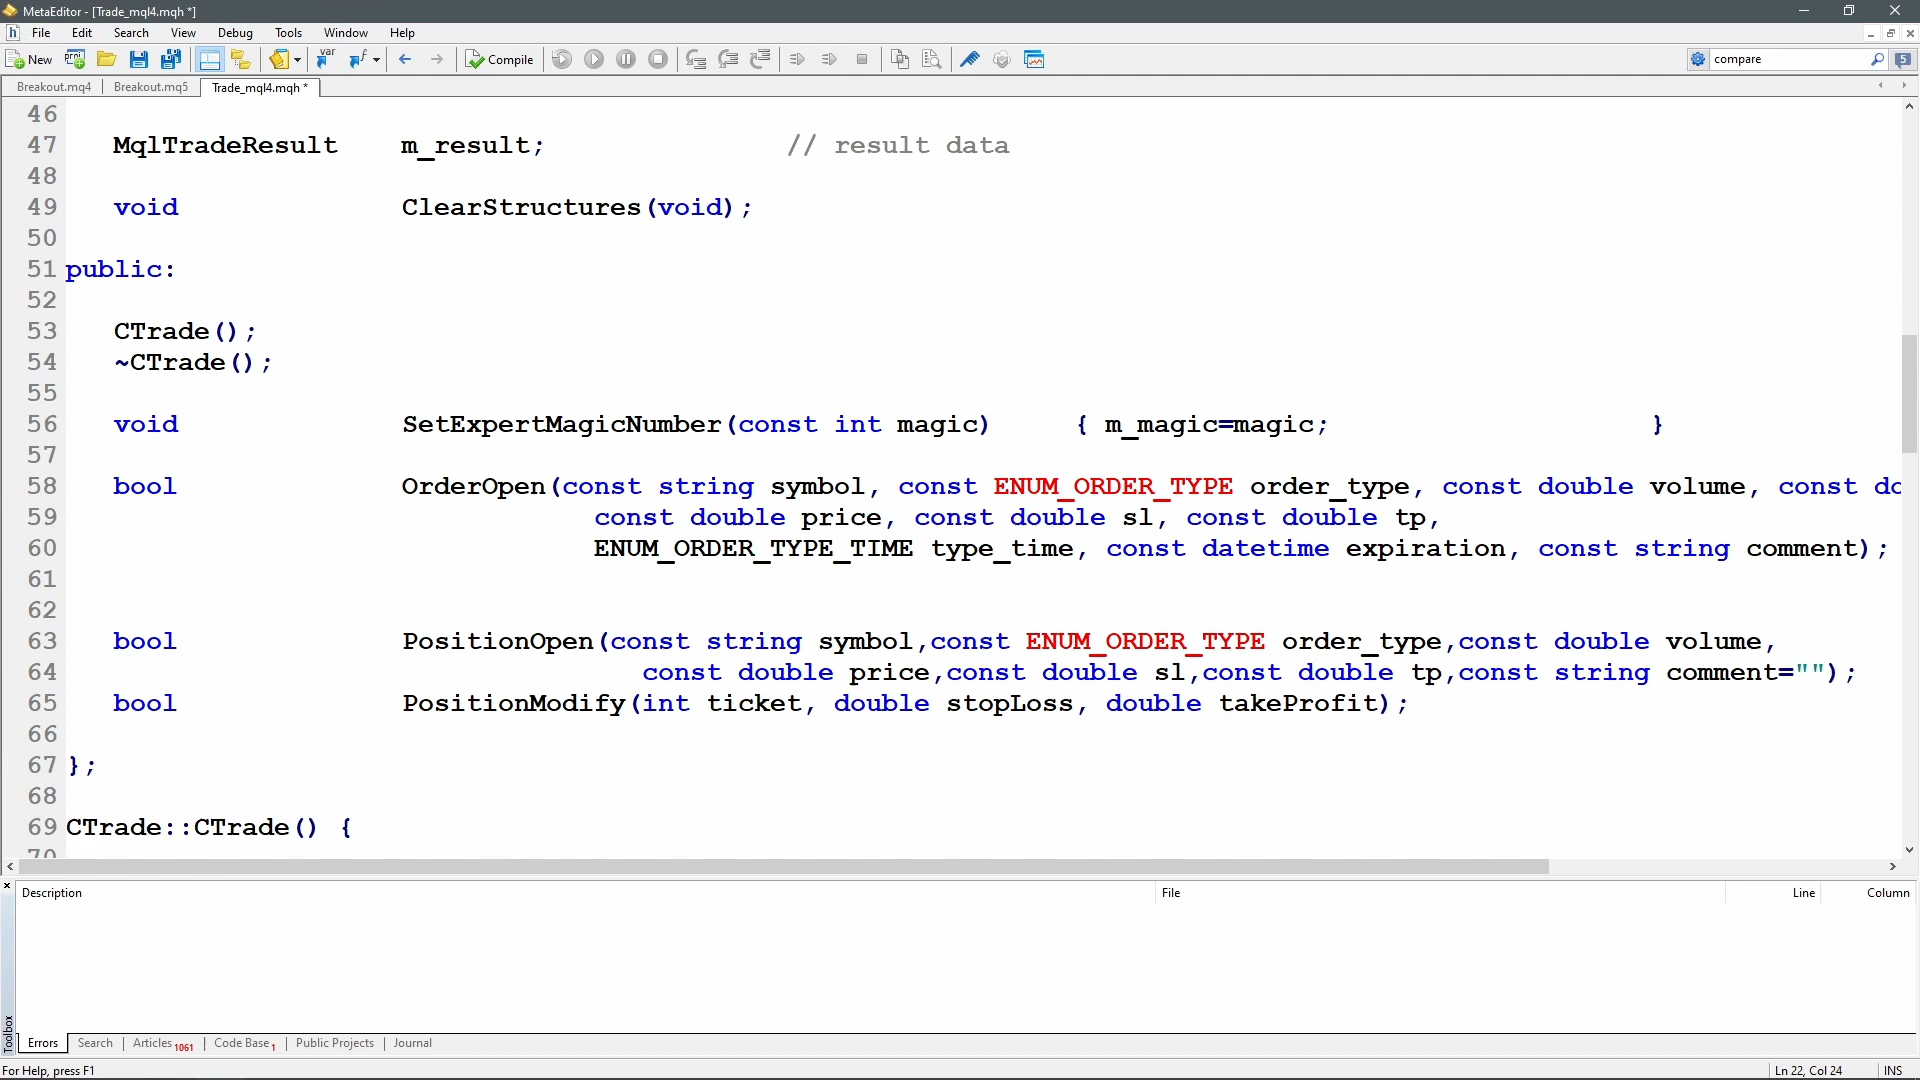 MetaEditor - [Trade_mql4.mqh *]
File Edit Search View Debug Tools Window Help
New Compile compare 5
Breakout.mq4 Breakout.mq5 Trade_mql4.mqh *
46
47 MqlTradeResult m_result; // result data
48
49 void ClearStructures(void);
50
51 public:
52
53 CTrade();
54 ~CTrade();
55
56 void SetExpertMagicNumber(const int magic) { m_magic=magic; }
57
58 bool OrderOpen(const string symbol, const ENUM_ORDER_TYPE order_type, const double volume, const do
59 const double price, const double sl, const double tp,
60 ENUM_ORDER_TYPE_TIME type_time, const datetime expiration, const string comment);
61
62
63 bool PositionOpen(const string symbol,const ENUM_ORDER_TYPE order_type,const double volume,
64 const double price,const double sl,const double tp,const string comment="");
65 bool PositionModify(int ticket, double stopLoss, double takeProfit);
66
67 };
68
69 CTrade::CTrade() {
70
Description File Line Column
Toolbox
Errors Search Articles 1061 Code Base 1 Public Projects Journal
For Help, press F1 Ln 22, Col 24 INS